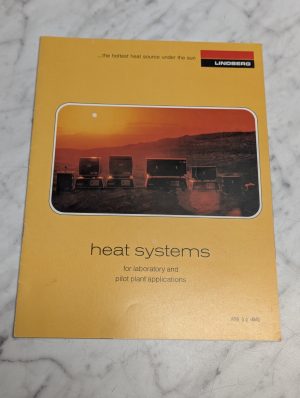 ...the hottest heat source under the sun
LINDBERG
heat systems
for laboratory and
pilot plant applications